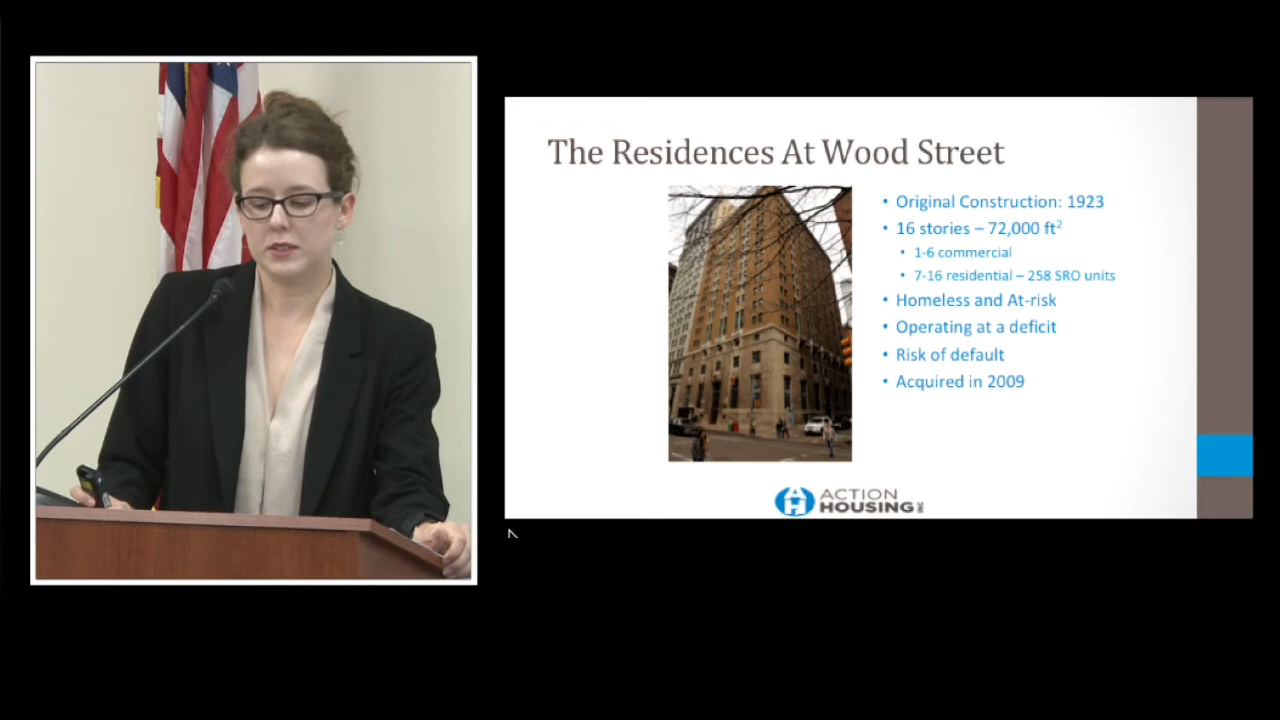 The Residences At Wood Street
• Original Construction: 1923
• 16 stories – 72,000 ft²
• 1-6 commercial
• 7-16 residential – 258 SRO units
• Homeless and At-risk
• Operating at a deficit
• Risk of default
• Acquired in 2009
ACTION
HOUSING INC